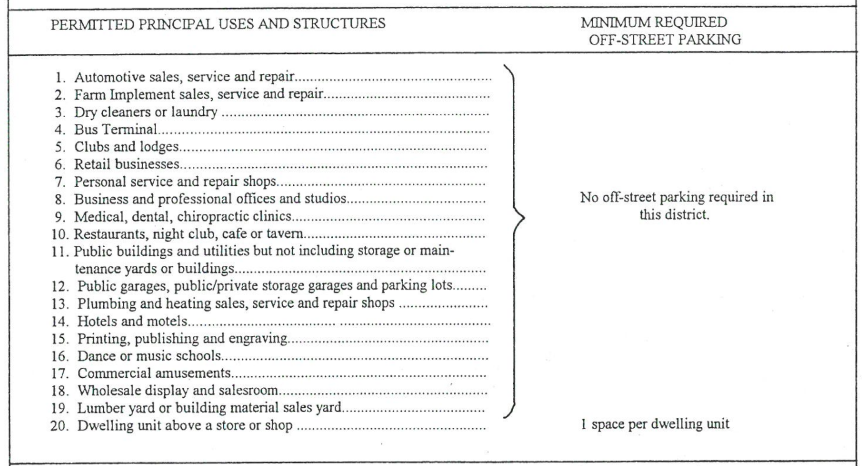 PERMITTED PRINCIPAL USES AND STRUCTURES
MINIMUM REQUIRED
OFF-STREET PARKING
1. Automotive sales, service and repair..................................................
2. Farm Implement sales, service and repair..........................................
3. Dry cleaners or laundry ....................................................................
4. Bus Terminal....................................................................................
5. Clubs and lodges...............................................................................
6. Retail businesses...............................................................................
7. Personal service and repair shops.....................................................
8. Business and professional offices and studios...................................
9. Medical, dental, chiropractic clinics.................................................
10. Restaurants, night club, cafe or tavern..............................................
11. Public buildings and utilities but not including storage or main-
tenance yards or buildings................................................................
12. Public garages, public/private storage garages and parking lots.........
13. Plumbing and heating sales, service and repair shops .......................
14. Hotels and motels...................................... .......................................
15. Printing, publishing and engraving...................................................
16. Dance or music schools....................................................................
17. Commercial amusements..................................................................
18. Wholesale display and salesroom.....................................................
19. Lumber yard or building material sales yard.....................................
20. Dwelling unit above a store or shop .................................................
No off-street parking required in
this district.
1 space per dwelling unit